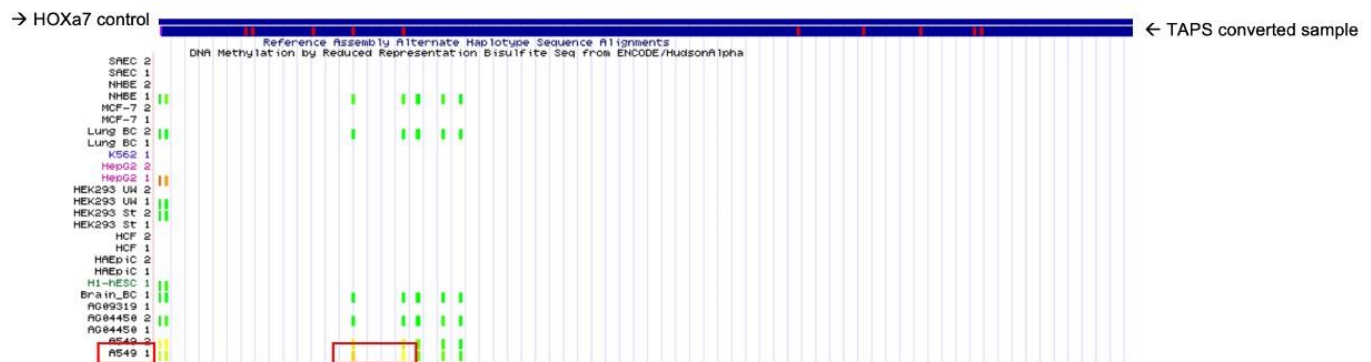 → HOXa7 control
← TAPS converted sample
Reference Assembly Alternate Haplotype Sequence Alignments
DNA Methylation by Reduced Representation Bisulfite Seq from ENCODE/HudsonAlpha
SAEC 2
SAEC 1
NHBE 2
NHBE 1
MCF-7 2
MCF-7 1
Lung BC 2
Lung BC 1
K562 1
HepG2 2
HepG2 1
HEK293 UW 2
HEK293 UW 1
HEK293 St 2
HEK293 St 1
HCF 2
HCF 1
HAEpiC 2
HAEpiC 1
H1-hESC 1
Brain_BC 1
AG09319 1
AG04450 2
AG04450 1
A549 2
A549 1